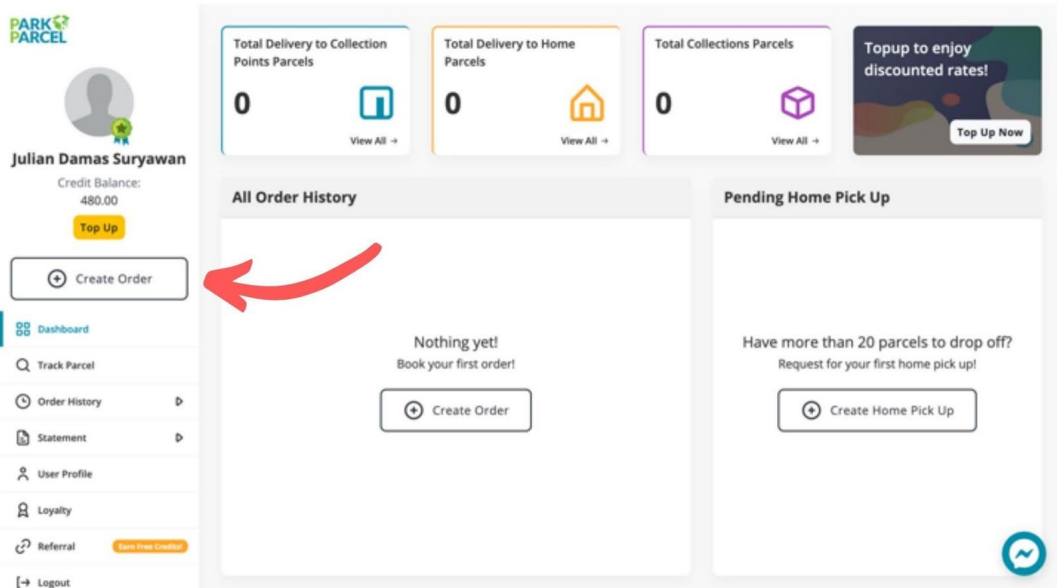 PARK
PARCEL
Julian Damas Suryawan
Credit Balance:
480.00
Top Up
Create Order
Dashboard
Track Parcel
Order History
Statement
User Profile
Loyalty
Referral
Earn Free Credits!
Logout
Total Delivery to Collection
Points Parcels
0
View All →
Total Delivery to Home
Parcels
0
View All →
Total Collections Parcels
0
View All →
Topup to enjoy
discounted rates!
Top Up Now
All Order History
Nothing yet!
Book your first order!
Create Order
Pending Home Pick Up
Have more than 20 parcels to drop off?
Request for your first home pick up!
Create Home Pick Up